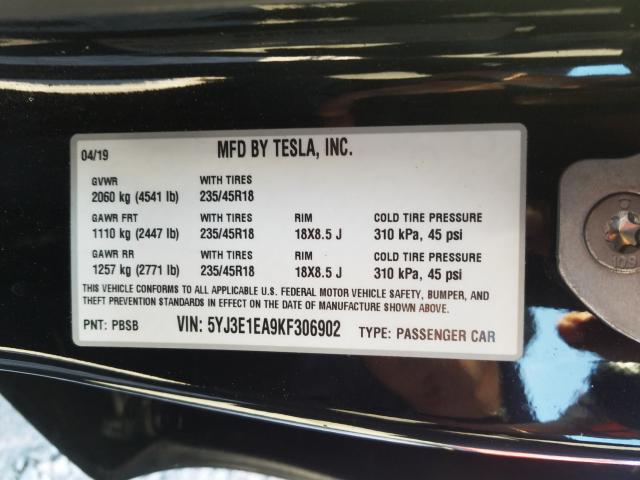 04/19 MFD BY TESLA, INC.
GVWR WITH TIRES
2060 kg (4541 lb) 235/45R18
GAWR FRT WITH TIRES RIM COLD TIRE PRESSURE
1110 kg (2447 lb) 235/45R18 18X8.5 J 310 kPa, 45 psi
GAWR RR WITH TIRES RIM COLD TIRE PRESSURE
1257 kg (2771 lb) 235/45R18 18X8.5 J 310 kPa, 45 psi
THIS VEHICLE CONFORMS TO ALL APPLICABLE U.S. FEDERAL MOTOR VEHICLE SAFETY, BUMPER, AND
THEFT PREVENTION STANDARDS IN EFFECT ON THE DATE OF MANUFACTURE SHOWN ABOVE.
PNT: PBSB VIN: 5YJ3E1EA9KF306902 TYPE: PASSENGER CAR